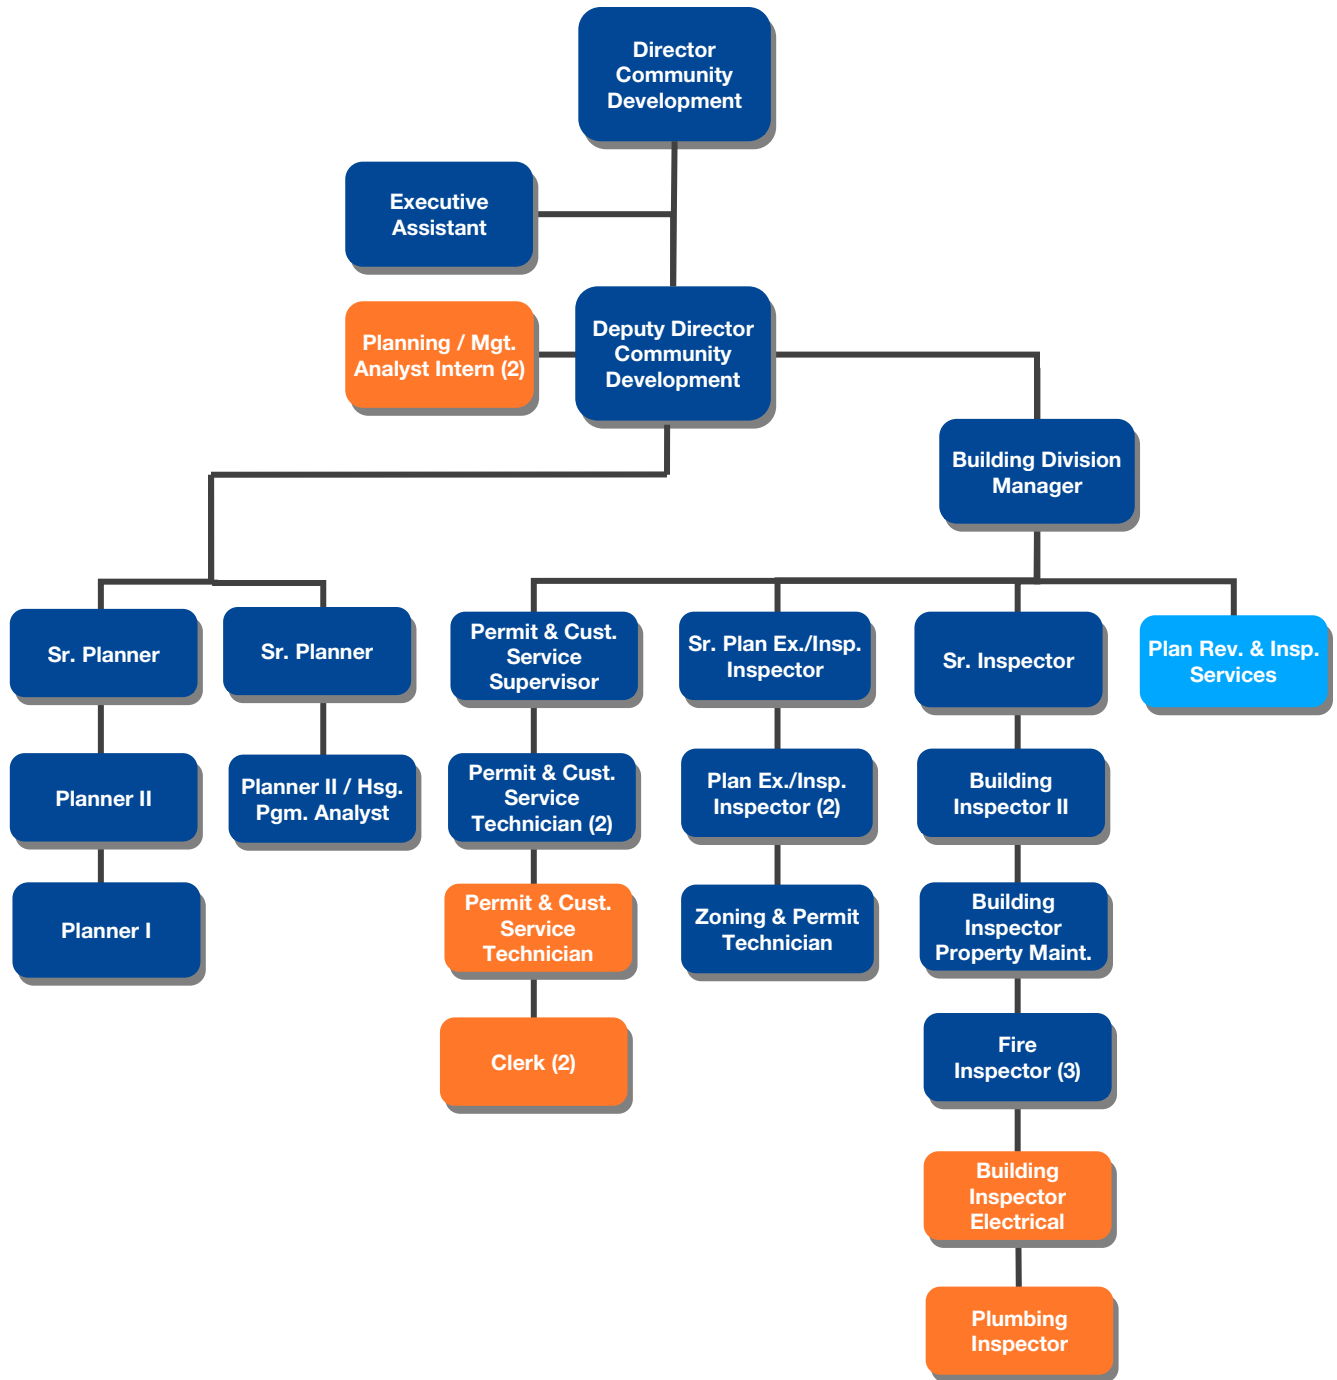 Director
Community
Development
Executive
Assistant
Planning / Mgt.
Analyst Intern (2)
Deputy Director
Community
Development
Building Division
Manager
Sr. Planner
Sr. Planner
Permit & Cust.
Service
Supervisor
Sr. Plan Ex./Insp.
Inspector
Sr. Inspector
Plan Rev. & Insp.
Services
Planner II
Planner II / Hsg.
Pgm. Analyst
Permit & Cust.
Service
Technician (2)
Plan Ex./Insp.
Inspector (2)
Building
Inspector II
Planner I
Permit & Cust.
Service
Technician
Zoning & Permit
Technician
Building
Inspector
Property Maint.
Clerk (2)
Fire
Inspector (3)
Building
Inspector
Electrical
Plumbing
Inspector